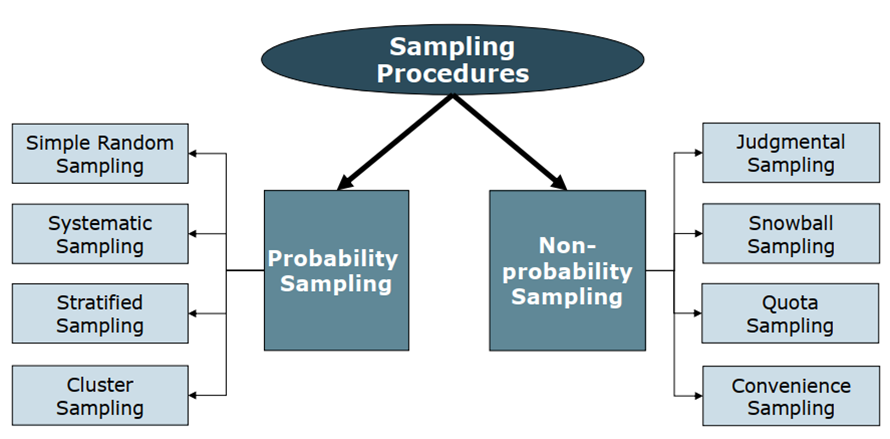 Sampling
Procedures
Simple Random
Sampling
Systematic
Sampling
Stratified
Sampling
Cluster
Sampling
Probability
Sampling
Non-
probability
Sampling
Judgmental
Sampling
Snowball
Sampling
Quota
Sampling
Convenience
Sampling